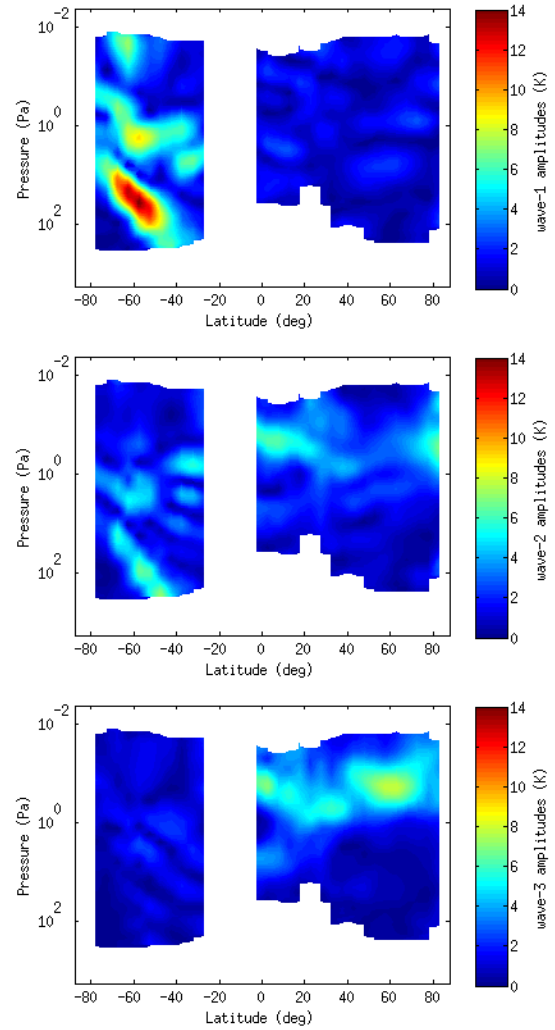 10^-2
10^0
10^2
Pressure (Pa)
-80 -60 -40 -20 0 20 40 60 80
Latitude (deg)
14
12
10
8
6
4
2
0
wave-1 amplitudes (K)
10^-2
10^0
10^2
Pressure (Pa)
-80 -60 -40 -20 0 20 40 60 80
Latitude (deg)
14
12
10
8
6
4
2
0
wave-2 amplitudes (K)
10^-2
10^0
10^2
Pressure (Pa)
-80 -60 -40 -20 0 20 40 60 80
Latitude (deg)
14
12
10
8
6
4
2
0
wave-3 amplitudes (K)